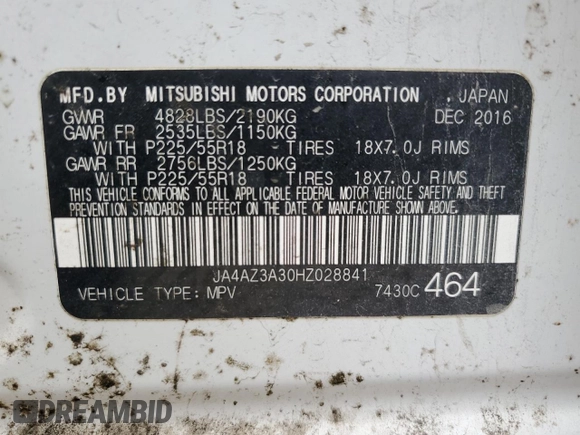 MFD.BY MITSUBISHI MOTORS CORPORATION JAPAN
GVWR 4828LBS/2190KG DEC 2016
GAWR FR 2535LBS/1150KG
WITH P225/55R18 TIRES 18X7.0J RIMS
GAWR RR 2756LBS/1250KG
WITH P225/55R18 TIRES 18X7.0J RIMS
THIS VEHICLE CONFORMS TO ALL APPLICABLE FEDERAL MOTOR VEHICLE SAFETY AND THEFT
PREVENTION STANDARDS IN EFFECT ON THE DATE OF MANUFACTURE SHOWN ABOVE.
JA4AZ3A30HZ028841
VEHICLE TYPE: MPV 7430C 464
DREAMBID